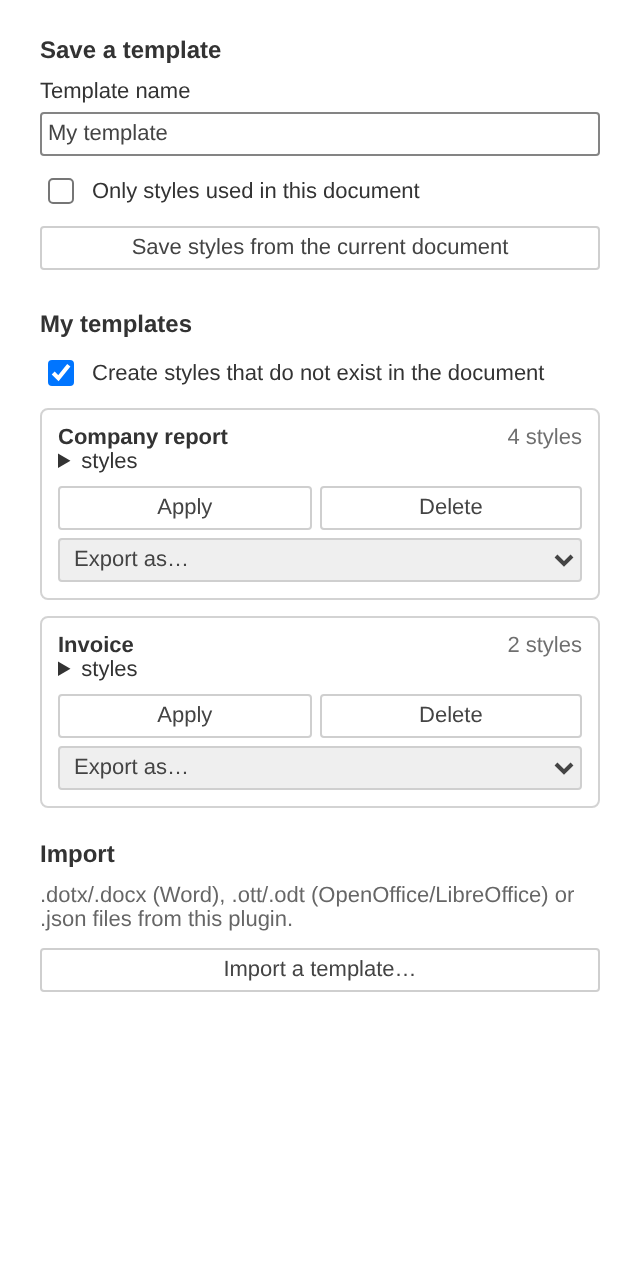 Save a template
Template name
My template
Only styles used in this document
Save styles from the current document
My templates
Create styles that do not exist in the document
Company report 4 styles
styles
Apply Delete
Export as…
Invoice 2 styles
styles
Apply Delete
Export as…
Import
.dotx/.docx (Word), .ott/.odt (OpenOffice/LibreOffice) or
.json files from this plugin.
Import a template…